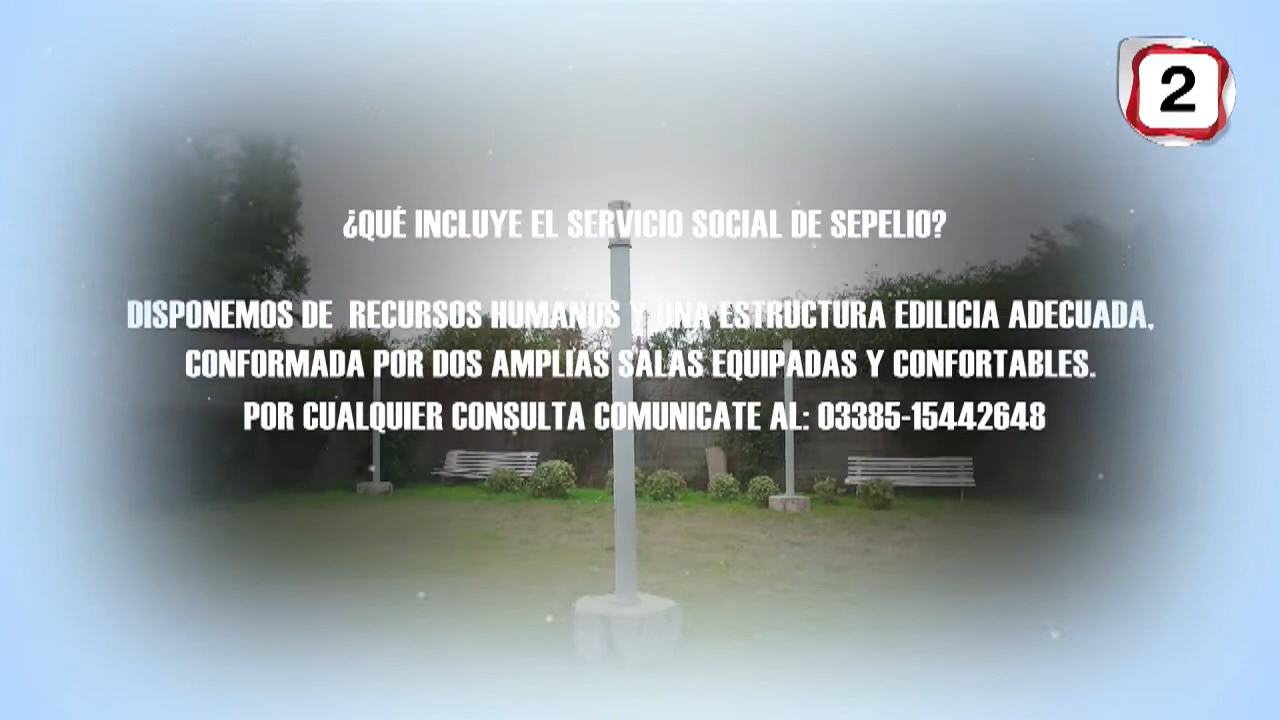 2
¿QUÉ INCLUYE EL SERVICIO SOCIAL DE SEPELIO?
DISPONEMOS DE RECURSOS HUMANOS Y UNA ESTRUCTURA EDILICIA ADECUADA,
CONFORMADA POR DOS AMPLIAS SALAS EQUIPADAS Y CONFORTABLES.
POR CUALQUIER CONSULTA COMUNICATE AL: 03385-15442648